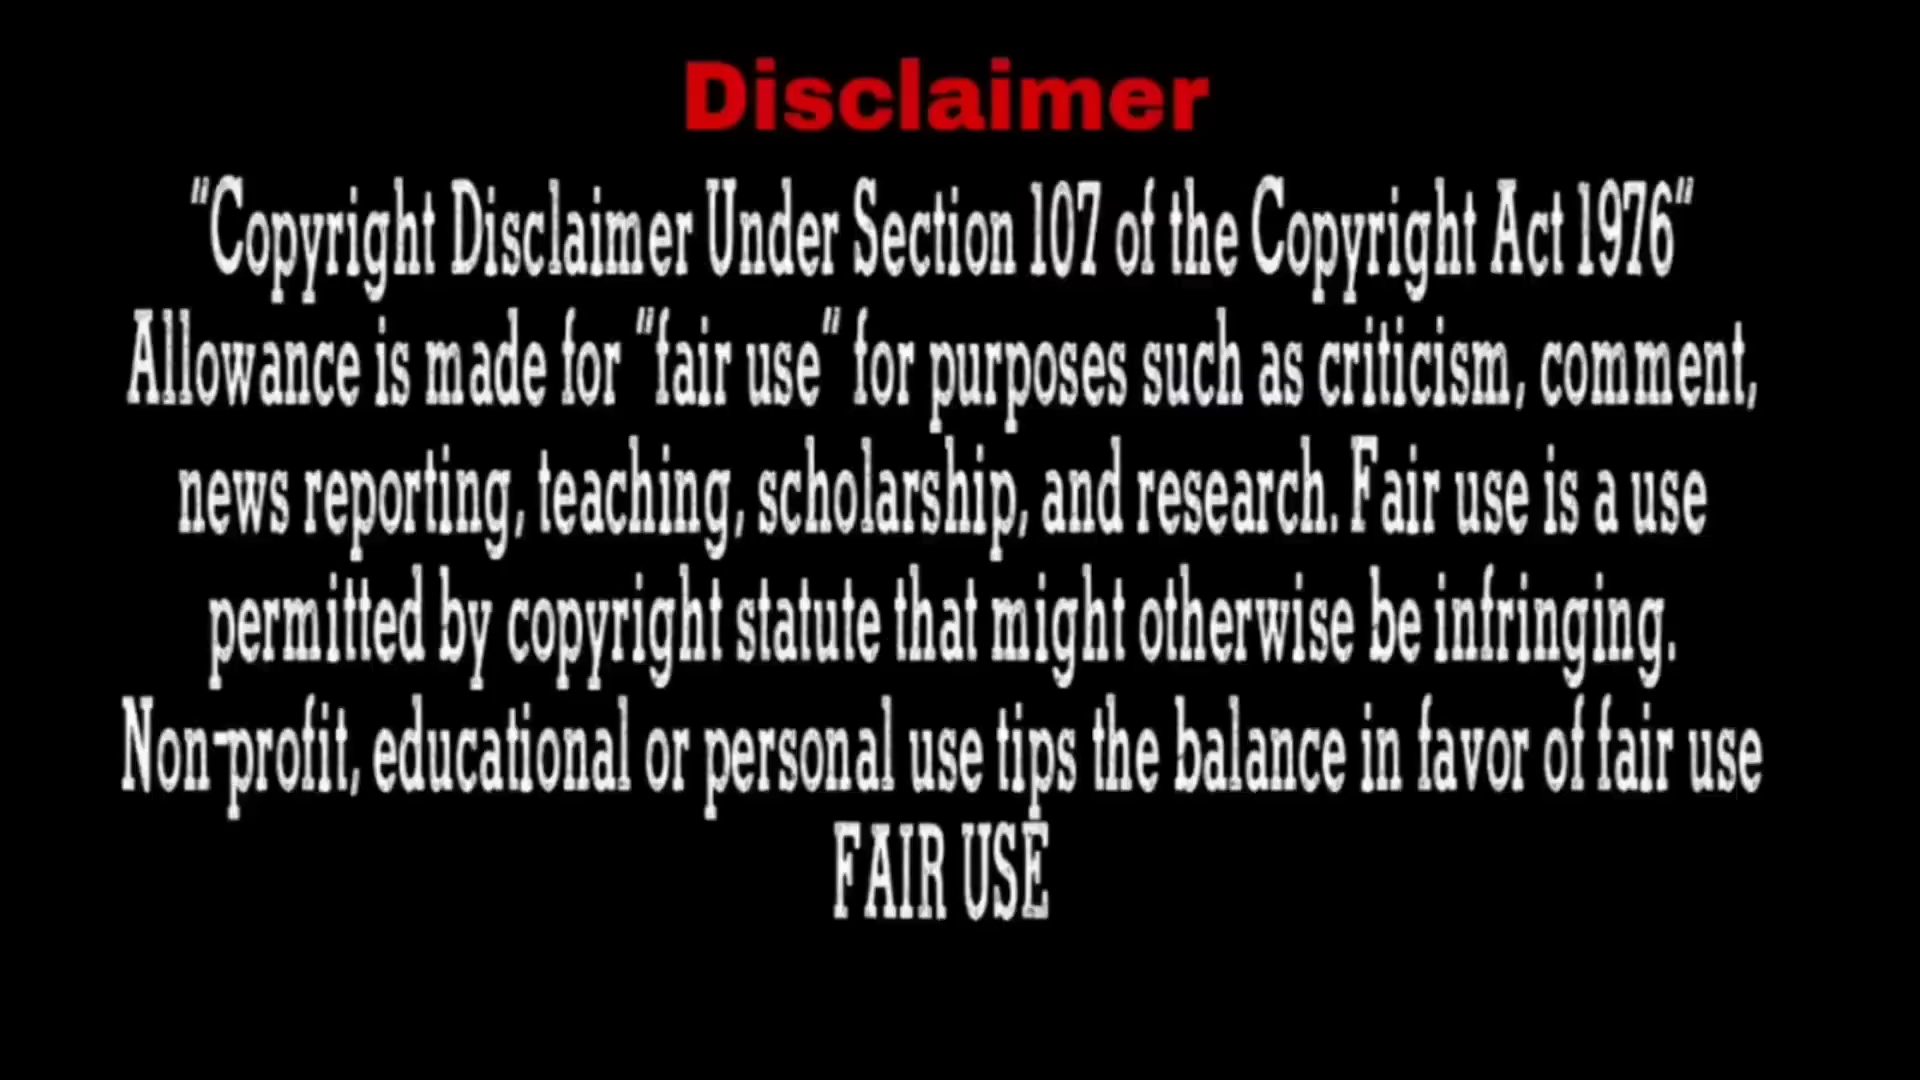 Disclaimer
"Copyright Disclaimer Under Section 107 of the Copyright Act 1976"
Allowance is made for "fair use" for purposes such as criticism, comment,
news reporting, teaching, scholarship, and research. Fair use is a use
permitted by copyright statute that might otherwise be infringing.
Non-profit, educational or personal use tips the balance in favor of fair use
FAIR USE